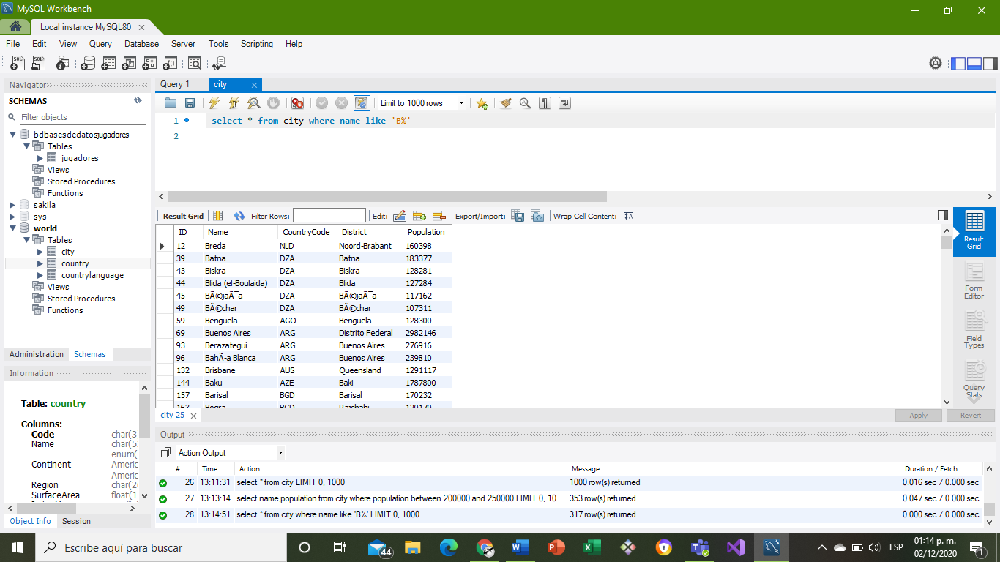 MySQL Workbench
Local instance MySQL80
File Edit View Query Database Server Tools Scripting Help
Navigator
SCHEMAS
Filter objects
bdbasesdedatosjugadores
Tables
jugadores
Views
Stored Procedures
Functions
sakila
sys
world
Tables
city
country
countrylanguage
Views
Stored Procedures
Functions
Administration Schemas
Information
Table: country
Columns:
Code char(3)
Name char(52
enum(
Continent Americ
Americ
Region char(26
SurfaceArea float(1
Object Info Session
Query 1 city
Limit to 1000 rows
1 select * from city where name like 'B%'
2
Result Grid Filter Rows: Edit: Export/Import: Wrap Cell Content:
ID Name CountryCode District Population
12 Breda NLD Noord-Brabant 160398
39 Batna DZA Batna 183377
43 Biskra DZA Biskra 128281
44 Blida (el-Boulaida) DZA Blida 127284
45 BÃ©jaÃ¯a DZA BÃ©jaÃ¯a 117162
49 BÃ©char DZA BÃ©char 107311
59 Benguela AGO Benguela 128300
69 Buenos Aires ARG Distrito Federal 2982146
93 Berazategui ARG Buenos Aires 276916
96 BahÃ-a Blanca ARG Buenos Aires 239810
132 Brisbane AUS Queensland 1291117
144 Baku AZE Baki 1787800
157 Barisal BGD Barisal 170232
163 Bogra BGD Rajshahi 120170
Result Grid
Form Editor
Field Types
Query Stats
city 25
Apply Revert
Output
Action Output
# Time Action Message Duration / Fetch
26 13:11:31 select * from city LIMIT 0, 1000 1000 row(s) returned 0.016 sec / 0.000 sec
27 13:13:14 select name,population from city where population between 200000 and 250000 LIMIT 0, 10... 353 row(s) returned 0.047 sec / 0.000 sec
28 13:14:51 select * from city where name like 'B%' LIMIT 0, 1000 317 row(s) returned 0.000 sec / 0.000 sec
Escribe aquí para buscar
44
ESP
01:14 p. m.
02/12/2020
1